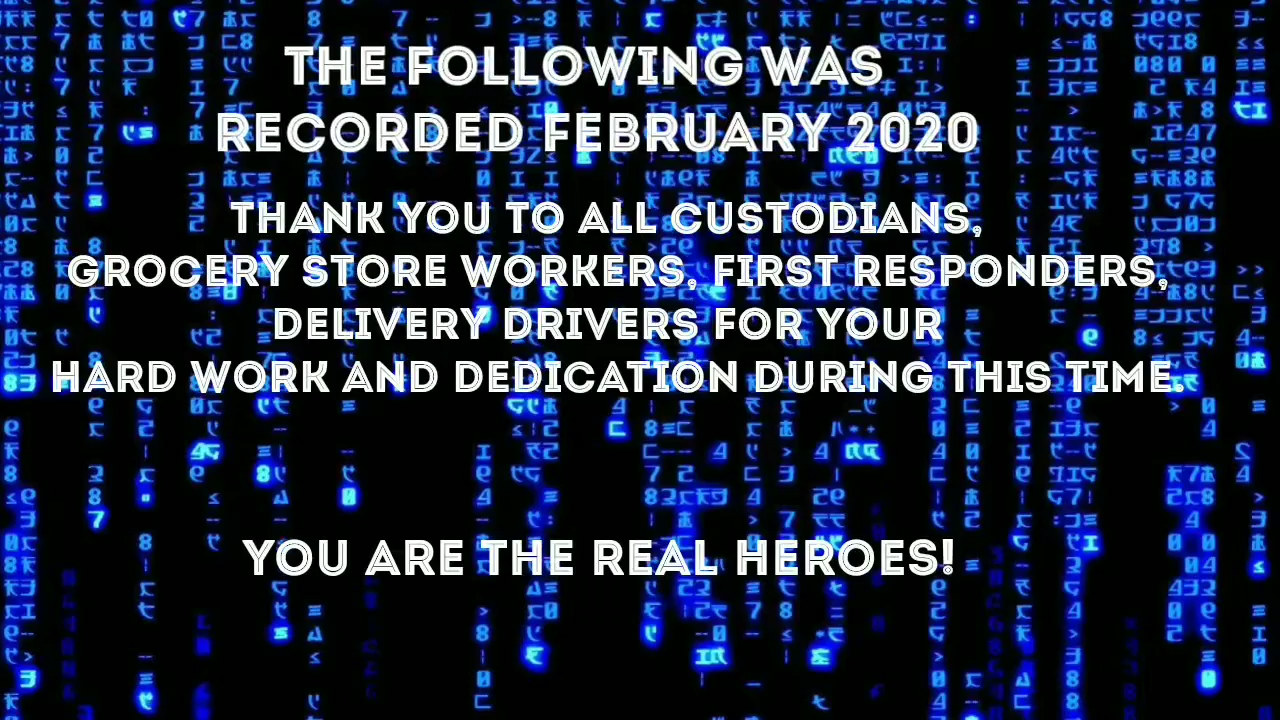 THE FOLLOWING WAS
RECORDED FEBRUARY 2020
THANK YOU TO ALL CUSTODIANS,
GROCERY STORE WORKERS, FIRST RESPONDERS,
DELIVERY DRIVERS FOR YOUR
HARD WORK AND DEDICATION DURING THIS TIME.
YOU ARE THE REAL HEROES!